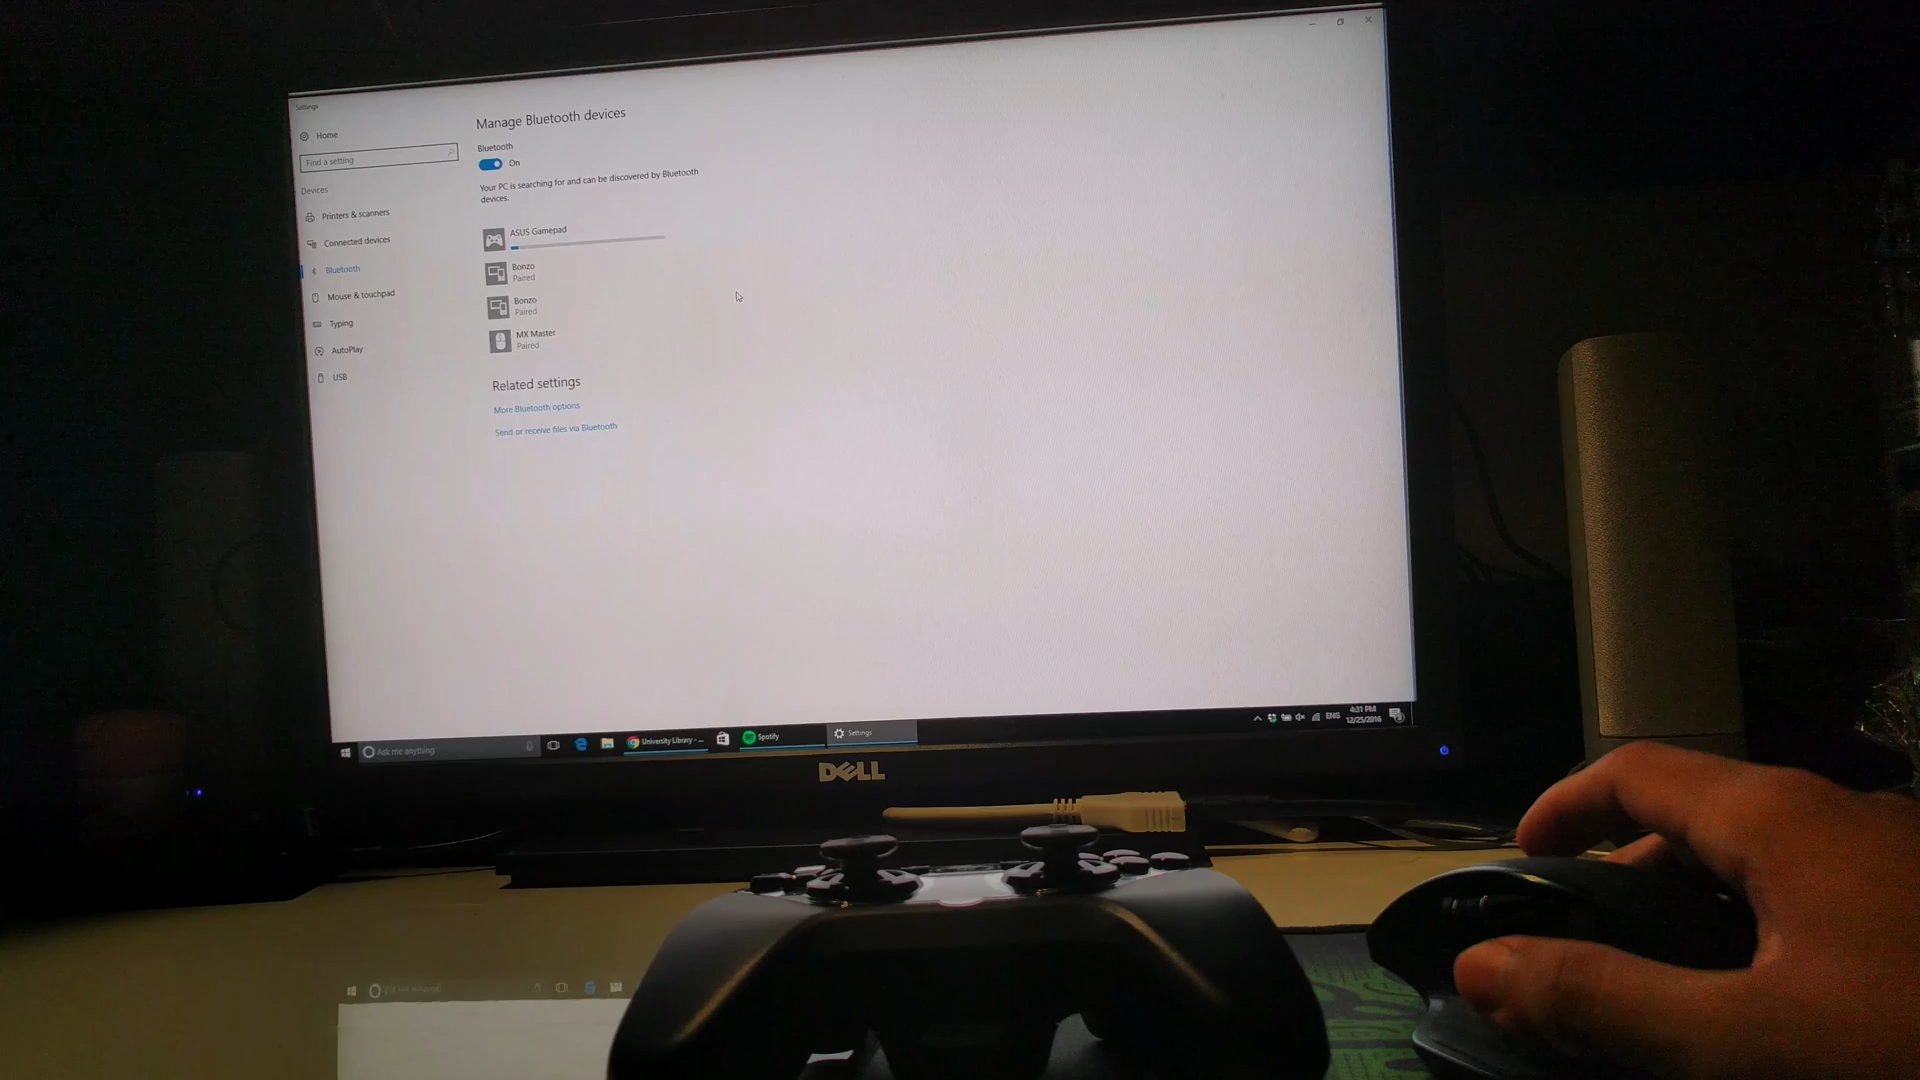 Settings
Home
Find a setting
Devices
Printers & scanners
Connected devices
Bluetooth
Mouse & touchpad
Typing
AutoPlay
USB
Manage Bluetooth devices
Bluetooth
On
Your PC is searching for and can be discovered by Bluetooth
devices.
ASUS Gamepad
Bonzo
Paired
Bonzo
Paired
MX Master
Paired
Related settings
More Bluetooth options
Send or receive files via Bluetooth
Ask me anything
University Library - ...
Spotify
Settings
ENG
4:31 PM
12/25/2016
DELL